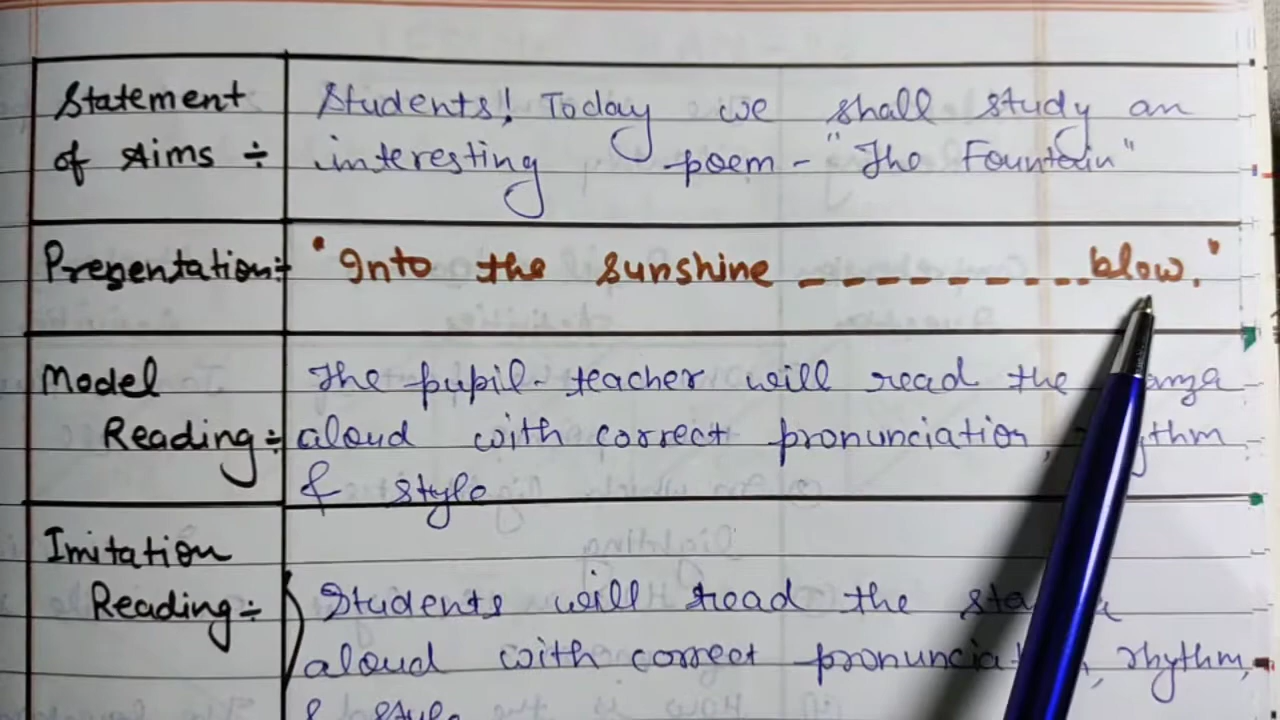 Statement
of Aims ÷
Students! Today we shall study an
interesting poem - "The Fountain"
Presentation÷
"Into the sunshine ----------blow."
Model
Reading÷
The pupil-teacher will read the
aloud with correct pronunciation,
& style
Imitation
Reading÷
Students will read the
aloud with correct rhythm,
& style